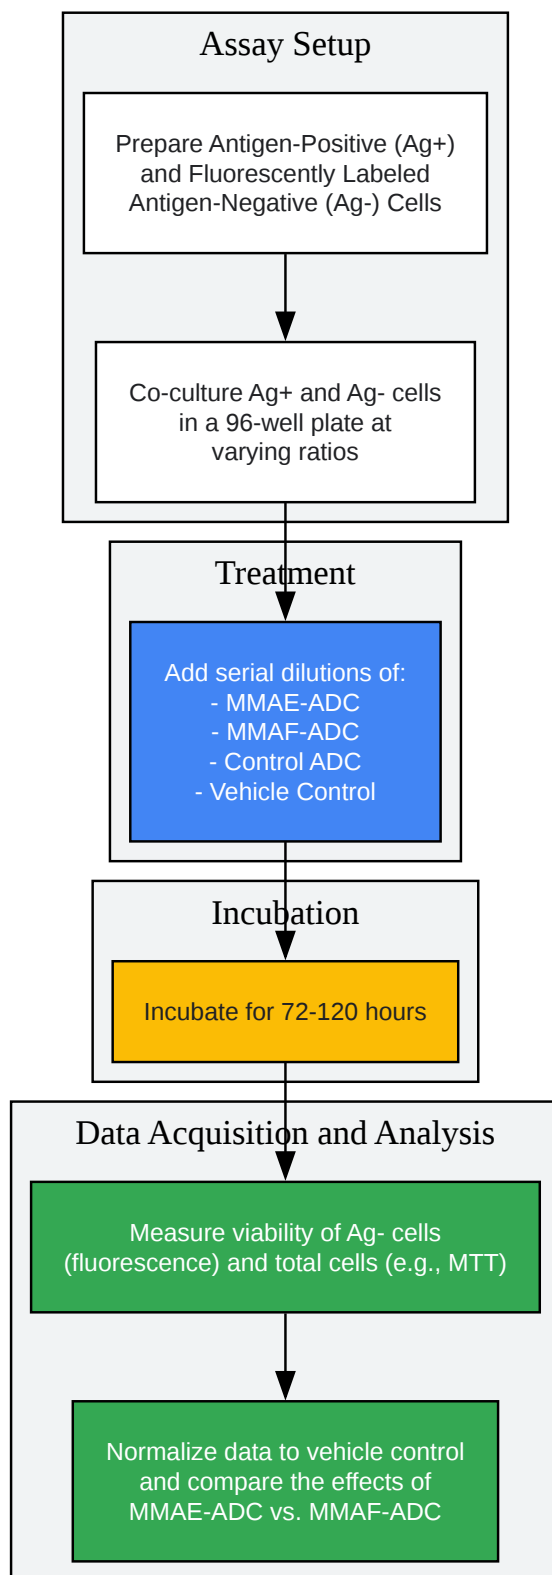 Assay Setup
Prepare Antigen-Positive (Ag+)
and Fluorescently Labeled
Antigen-Negative (Ag-) Cells
Co-culture Ag+ and Ag- cells
in a 96-well plate at
varying ratios
Treatment
Add serial dilutions of:
- MMAE-ADC
- MMAF-ADC
- Control ADC
- Vehicle Control
Incubation
Incubate for 72-120 hours
Data Acquisition and Analysis
Measure viability of Ag- cells
(fluorescence) and total cells (e.g., MTT)
Normalize data to vehicle control
and compare the effects of
MMAE-ADC vs. MMAF-ADC